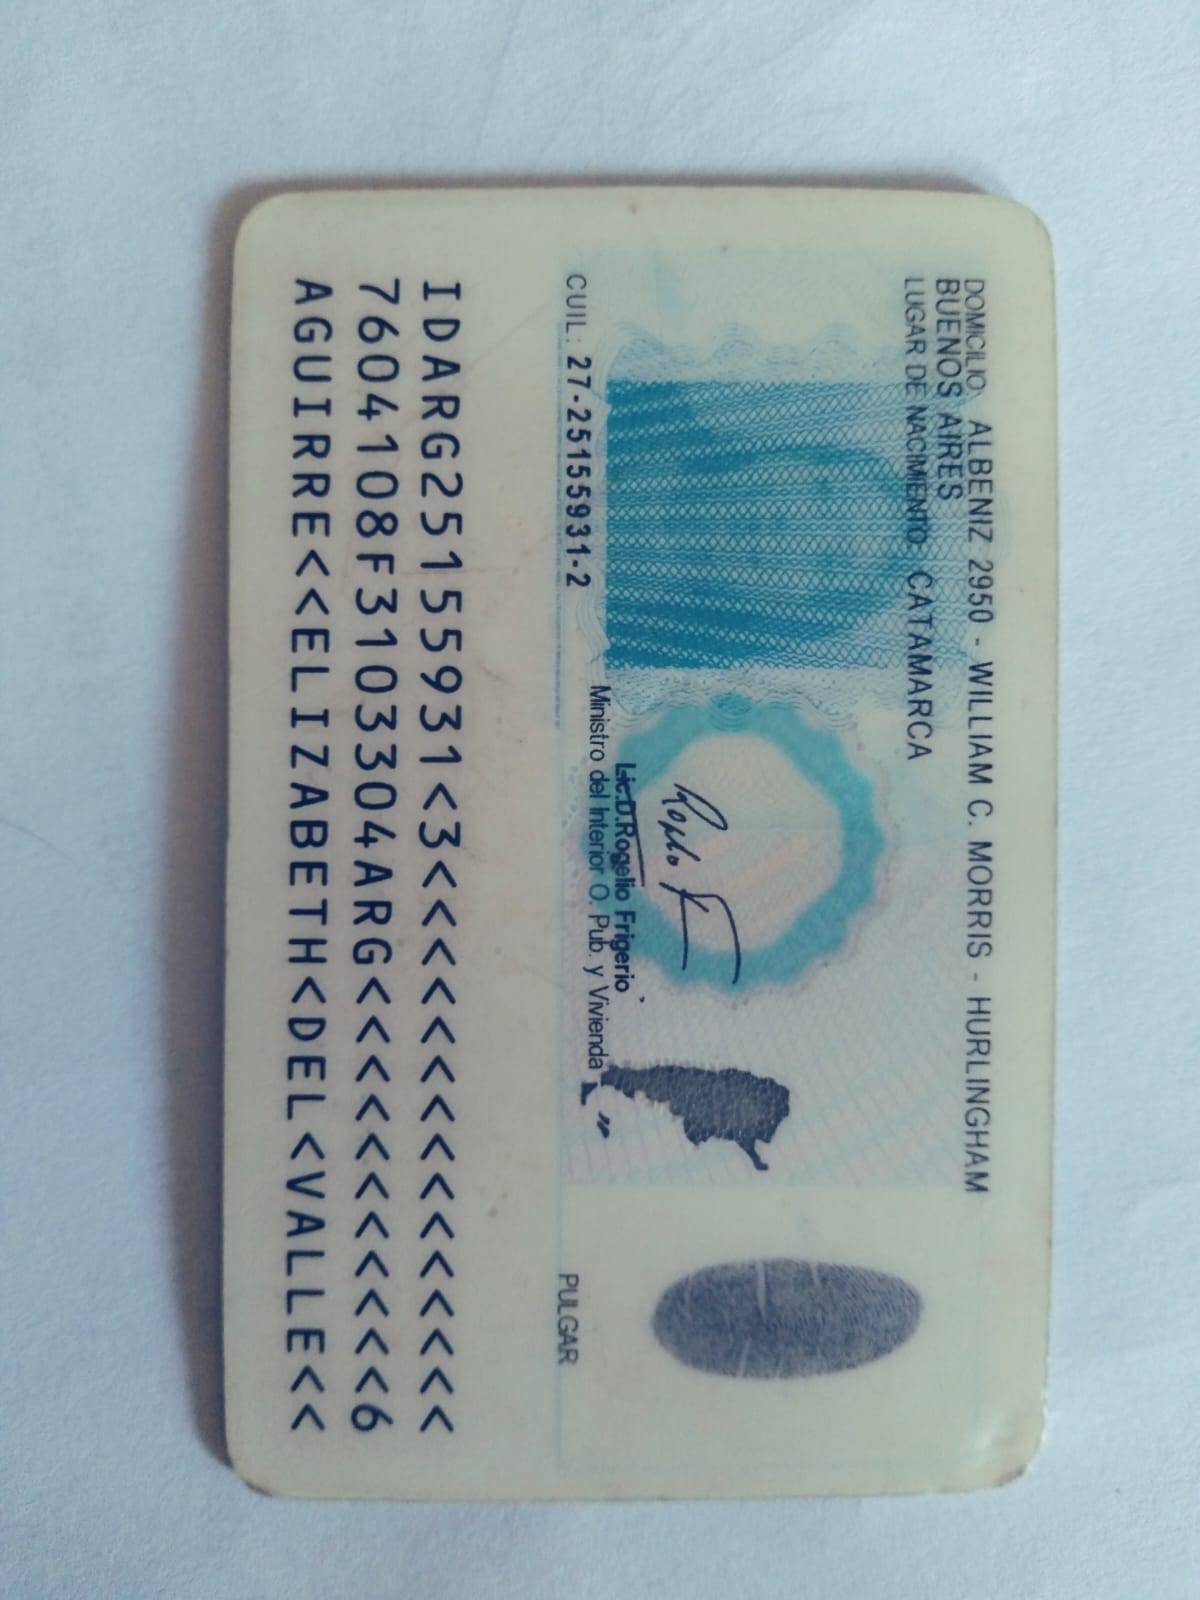 DOMICILIO: ALBENIZ 2950 - WILLIAM C. MORRIS - HURLINGHAM
BUENOS AIRES
LUGAR DE NACIMIENTO: CATAMARCA
Lic.D.Rogelio Frigerio
Ministro del Interior O. Pub. y Vivienda
CUIL: 27-25155931-2
PULGAR
IDARG25155931<3<<<<<<<<<<<<<<<
7604108F3103304ARG<<<<<<<<<<<6
AGUIRRE<<ELIZABETH<DEL<VALLE<<